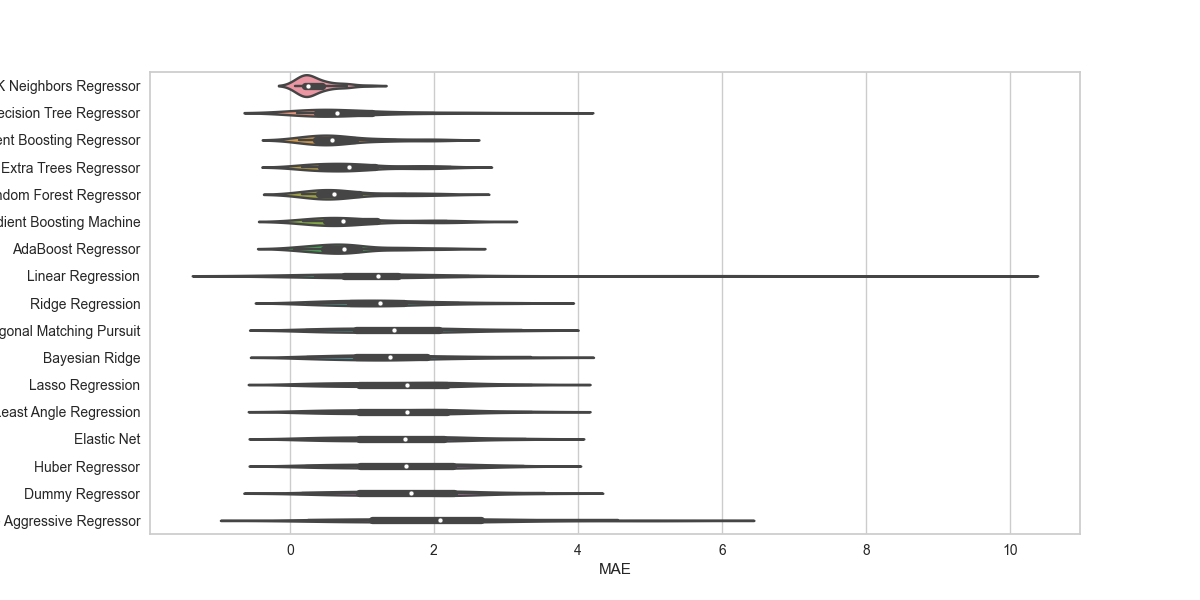 K Neighbors Regressor
ecision Tree Regressor
ent Boosting Regressor
Extra Trees Regressor
ndom Forest Regressor
dient Boosting Machine
AdaBoost Regressor
Linear Regression
Ridge Regression
gonal Matching Pursuit
Bayesian Ridge
Lasso Regression
Least Angle Regression
Elastic Net
Huber Regressor
Dummy Regressor
Aggressive Regressor
0 2 4 6 8 10
MAE